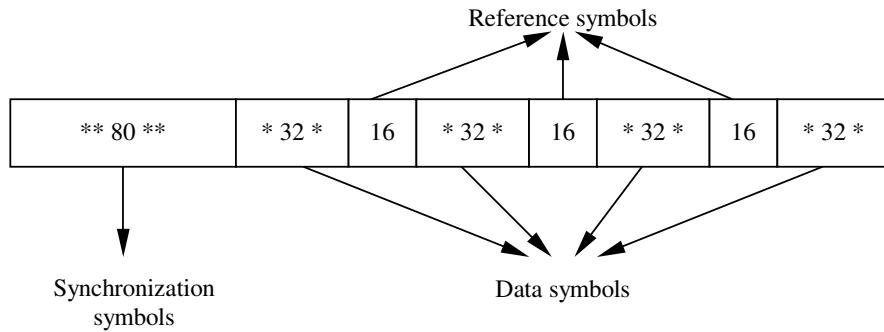 Reference symbols
** 80 ** * 32 * 16 * 32 * 16 * 32 * 16 * 32 *
Synchronization
symbols
Data symbols